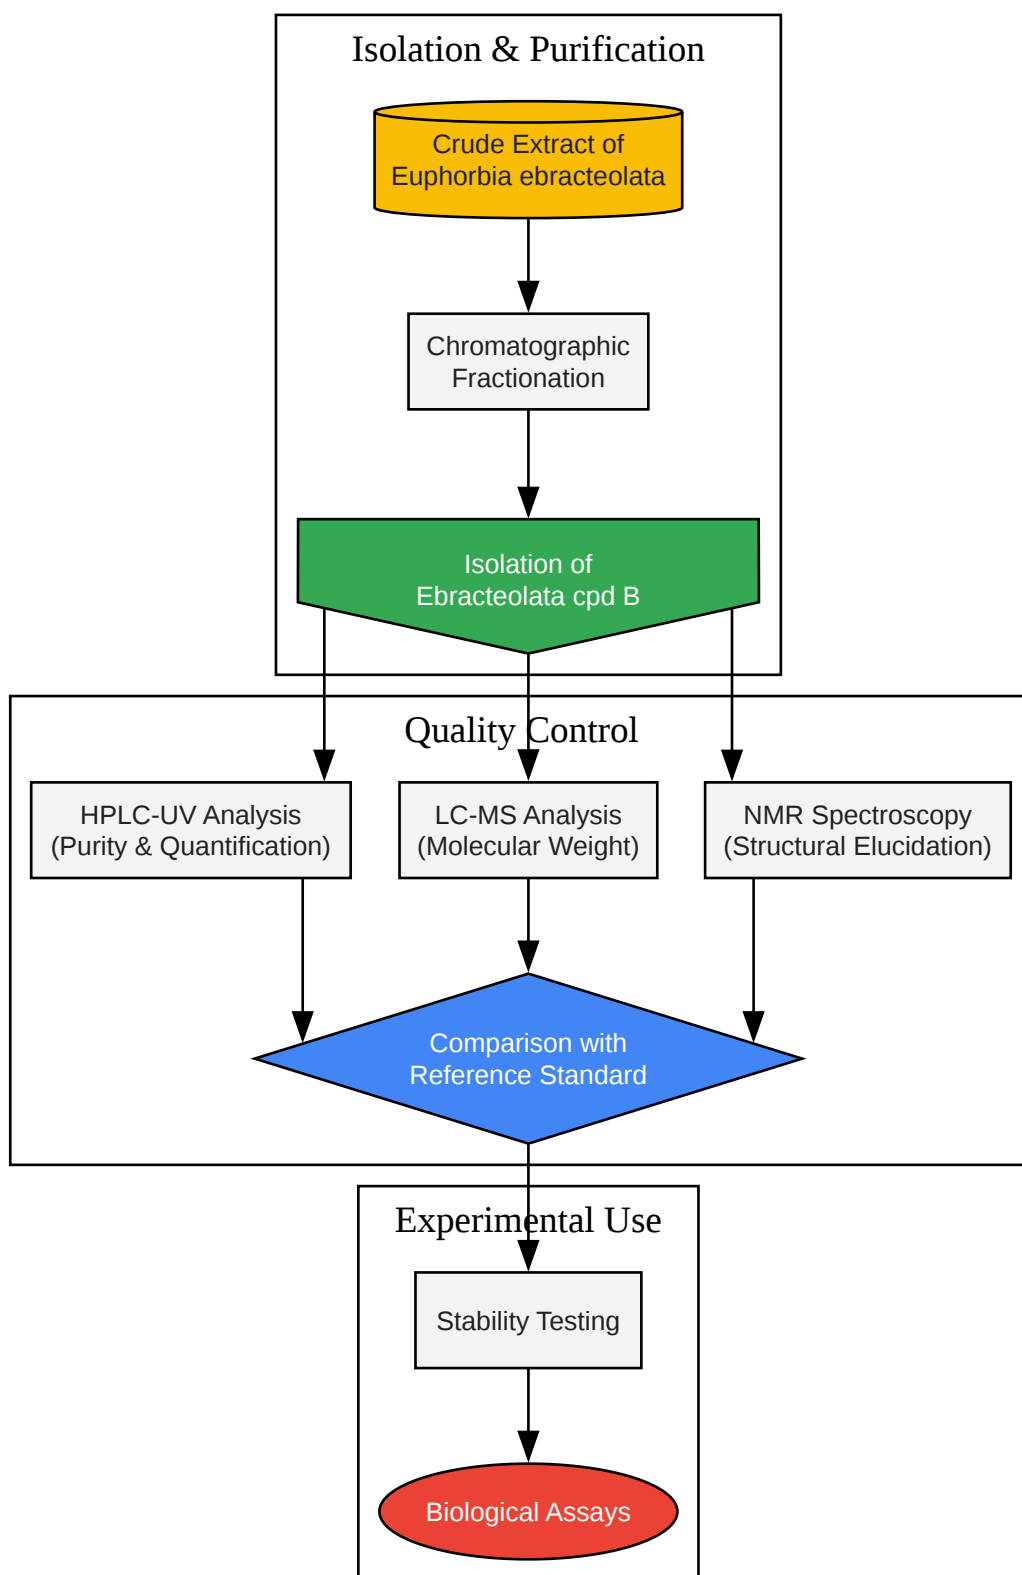 Isolation & Purification
Crude Extract of
Euphorbia ebracteolata
Chromatographic
Fractionation
Isolation of
Ebracteolata cpd B
Quality Control
HPLC-UV Analysis
(Purity & Quantification)
LC-MS Analysis
(Molecular Weight)
NMR Spectroscopy
(Structural Elucidation)
Comparison with
Reference Standard
Experimental Use
Stability Testing
Biological Assays